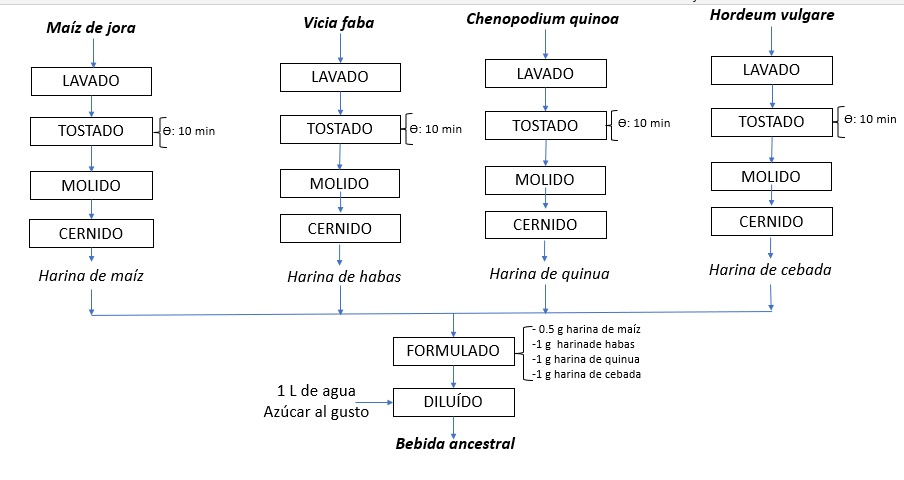 Maíz de jora
Vicia faba
Chenopodium quinoa
Hordeum vulgare
LAVADO
LAVADO
LAVADO
LAVADO
TOSTADO
ϴ: 10 min
TOSTADO
ϴ: 10 min
TOSTADO
ϴ: 10 min
TOSTADO
ϴ: 10 min
MOLIDO
MOLIDO
MOLIDO
MOLIDO
CERNIDO
CERNIDO
CERNIDO
CERNIDO
Harina de maíz
Harina de habas
Harina de quinua
Harina de cebada
FORMULADO
- 0.5 g harina de maíz
-1 g harinade habas
-1 g harina de quinua
-1 g harina de cebada
1 L de agua
Azúcar al gusto
DILUÍDO
Bebida ancestral